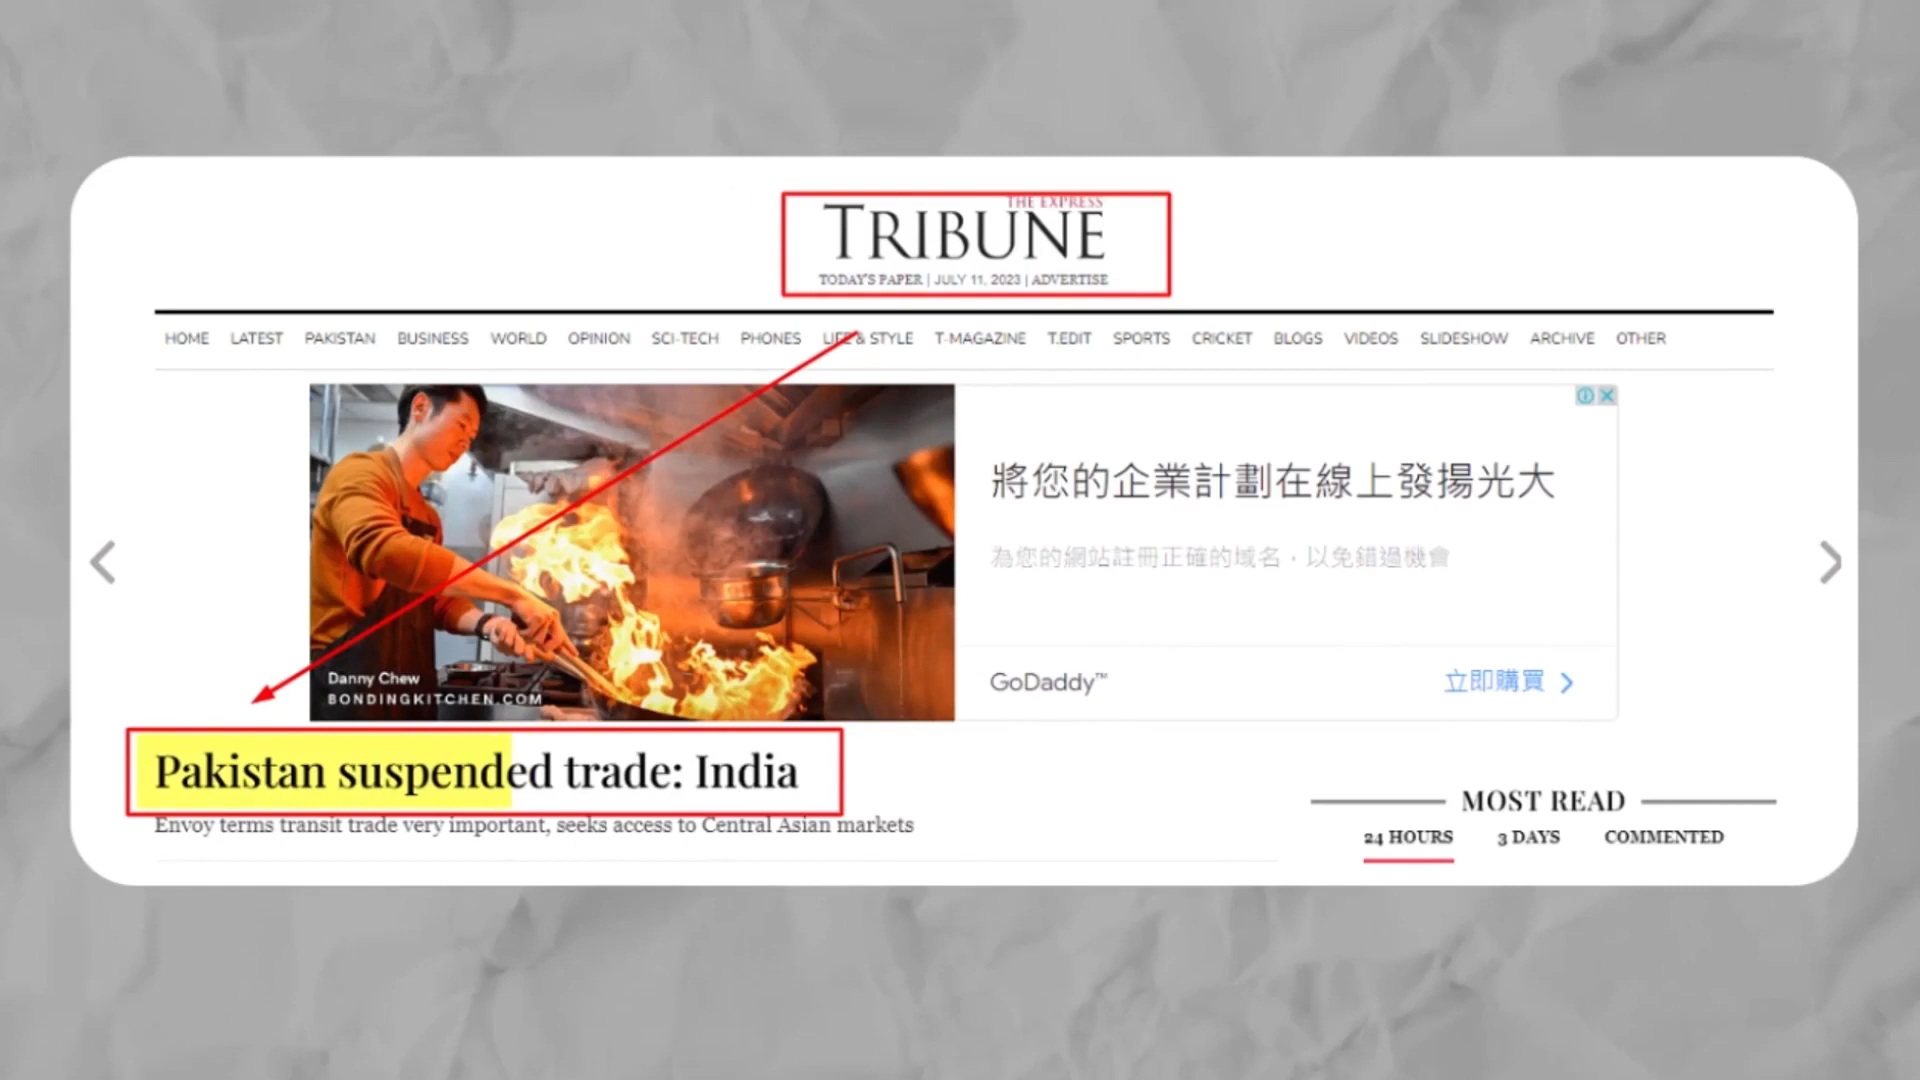 THE EXPRESS
TRIBUNE
TODAY'S PAPER | JULY 11, 2023 | ADVERTISE
HOME LATEST PAKISTAN BUSINESS WORLD OPINION SCI-TECH PHONES LIFE & STYLE T-MAGAZINE T.EDIT SPORTS CRICKET BLOGS VIDEOS SLIDESHOW ARCHIVE OTHER
將您的企業計劃在線上發揚光大
為您的網站註冊正確的域名，以免錯過機會
Danny Chew
BONDINGKITCHEN.COM
GoDaddy™
立即購買
Pakistan suspended trade: India
Envoy terms transit trade very important, seeks access to Central Asian markets
MOST READ
24 HOURS 3 DAYS COMMENTED